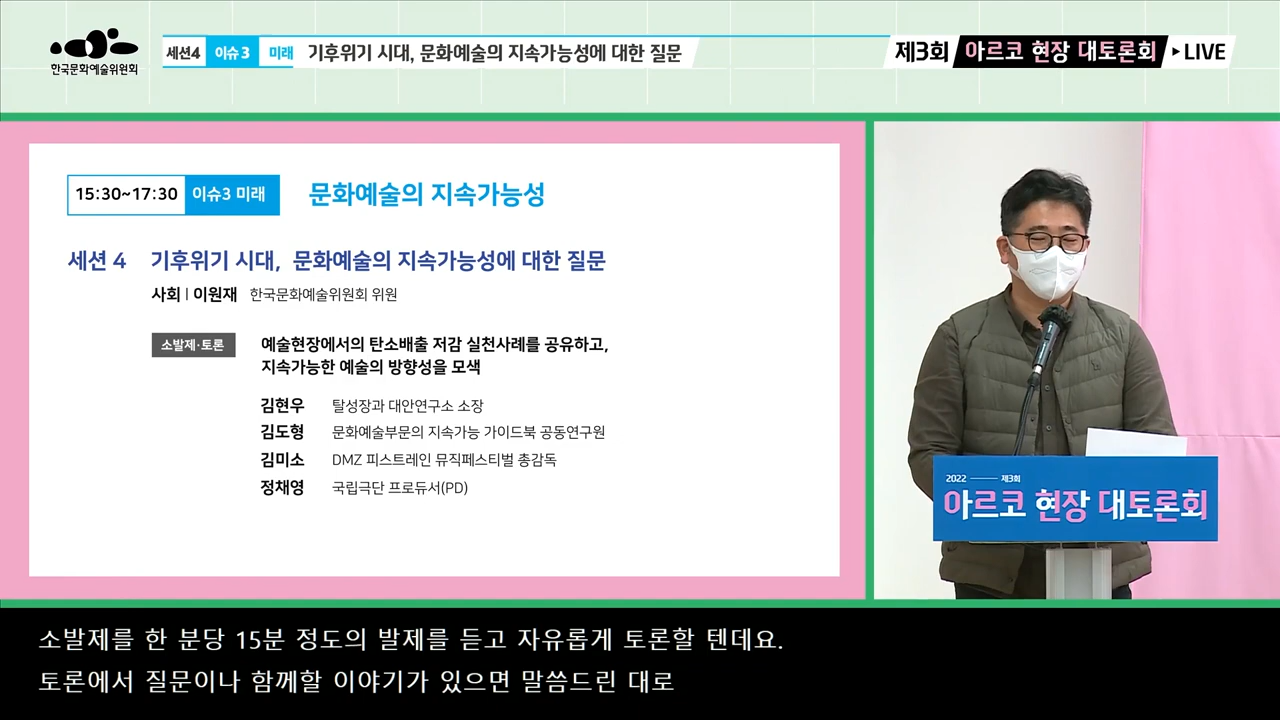 한국문화예술위원회
세션4 이슈 3 미래 기후위기 시대, 문화예술의 지속가능성에 대한 질문
제3회 아르코 현장 대토론회 ▸LIVE
15:30~17:30 이슈3 미래 문화예술의 지속가능성
세션 4 기후위기 시대, 문화예술의 지속가능성에 대한 질문
사회 | 이원재 한국문화예술위원회 위원
소발제·토론 예술현장에서의 탄소배출 저감 실천사례를 공유하고,
지속가능한 예술의 방향성을 모색
김현우 탈성장과 대안연구소 소장
김도형 문화예술부문의 지속가능 가이드북 공동연구원
김미소 DMZ 피스트레인 뮤직페스티벌 총감독
정채영 국립극단 프로듀서(PD)
2022 제3회
아르코 현장 대토론회
소발제를 한 분당 15분 정도의 발제를 듣고 자유롭게 토론할 텐데요.
토론에서 질문이나 함께할 이야기가 있으면 말씀드린 대로